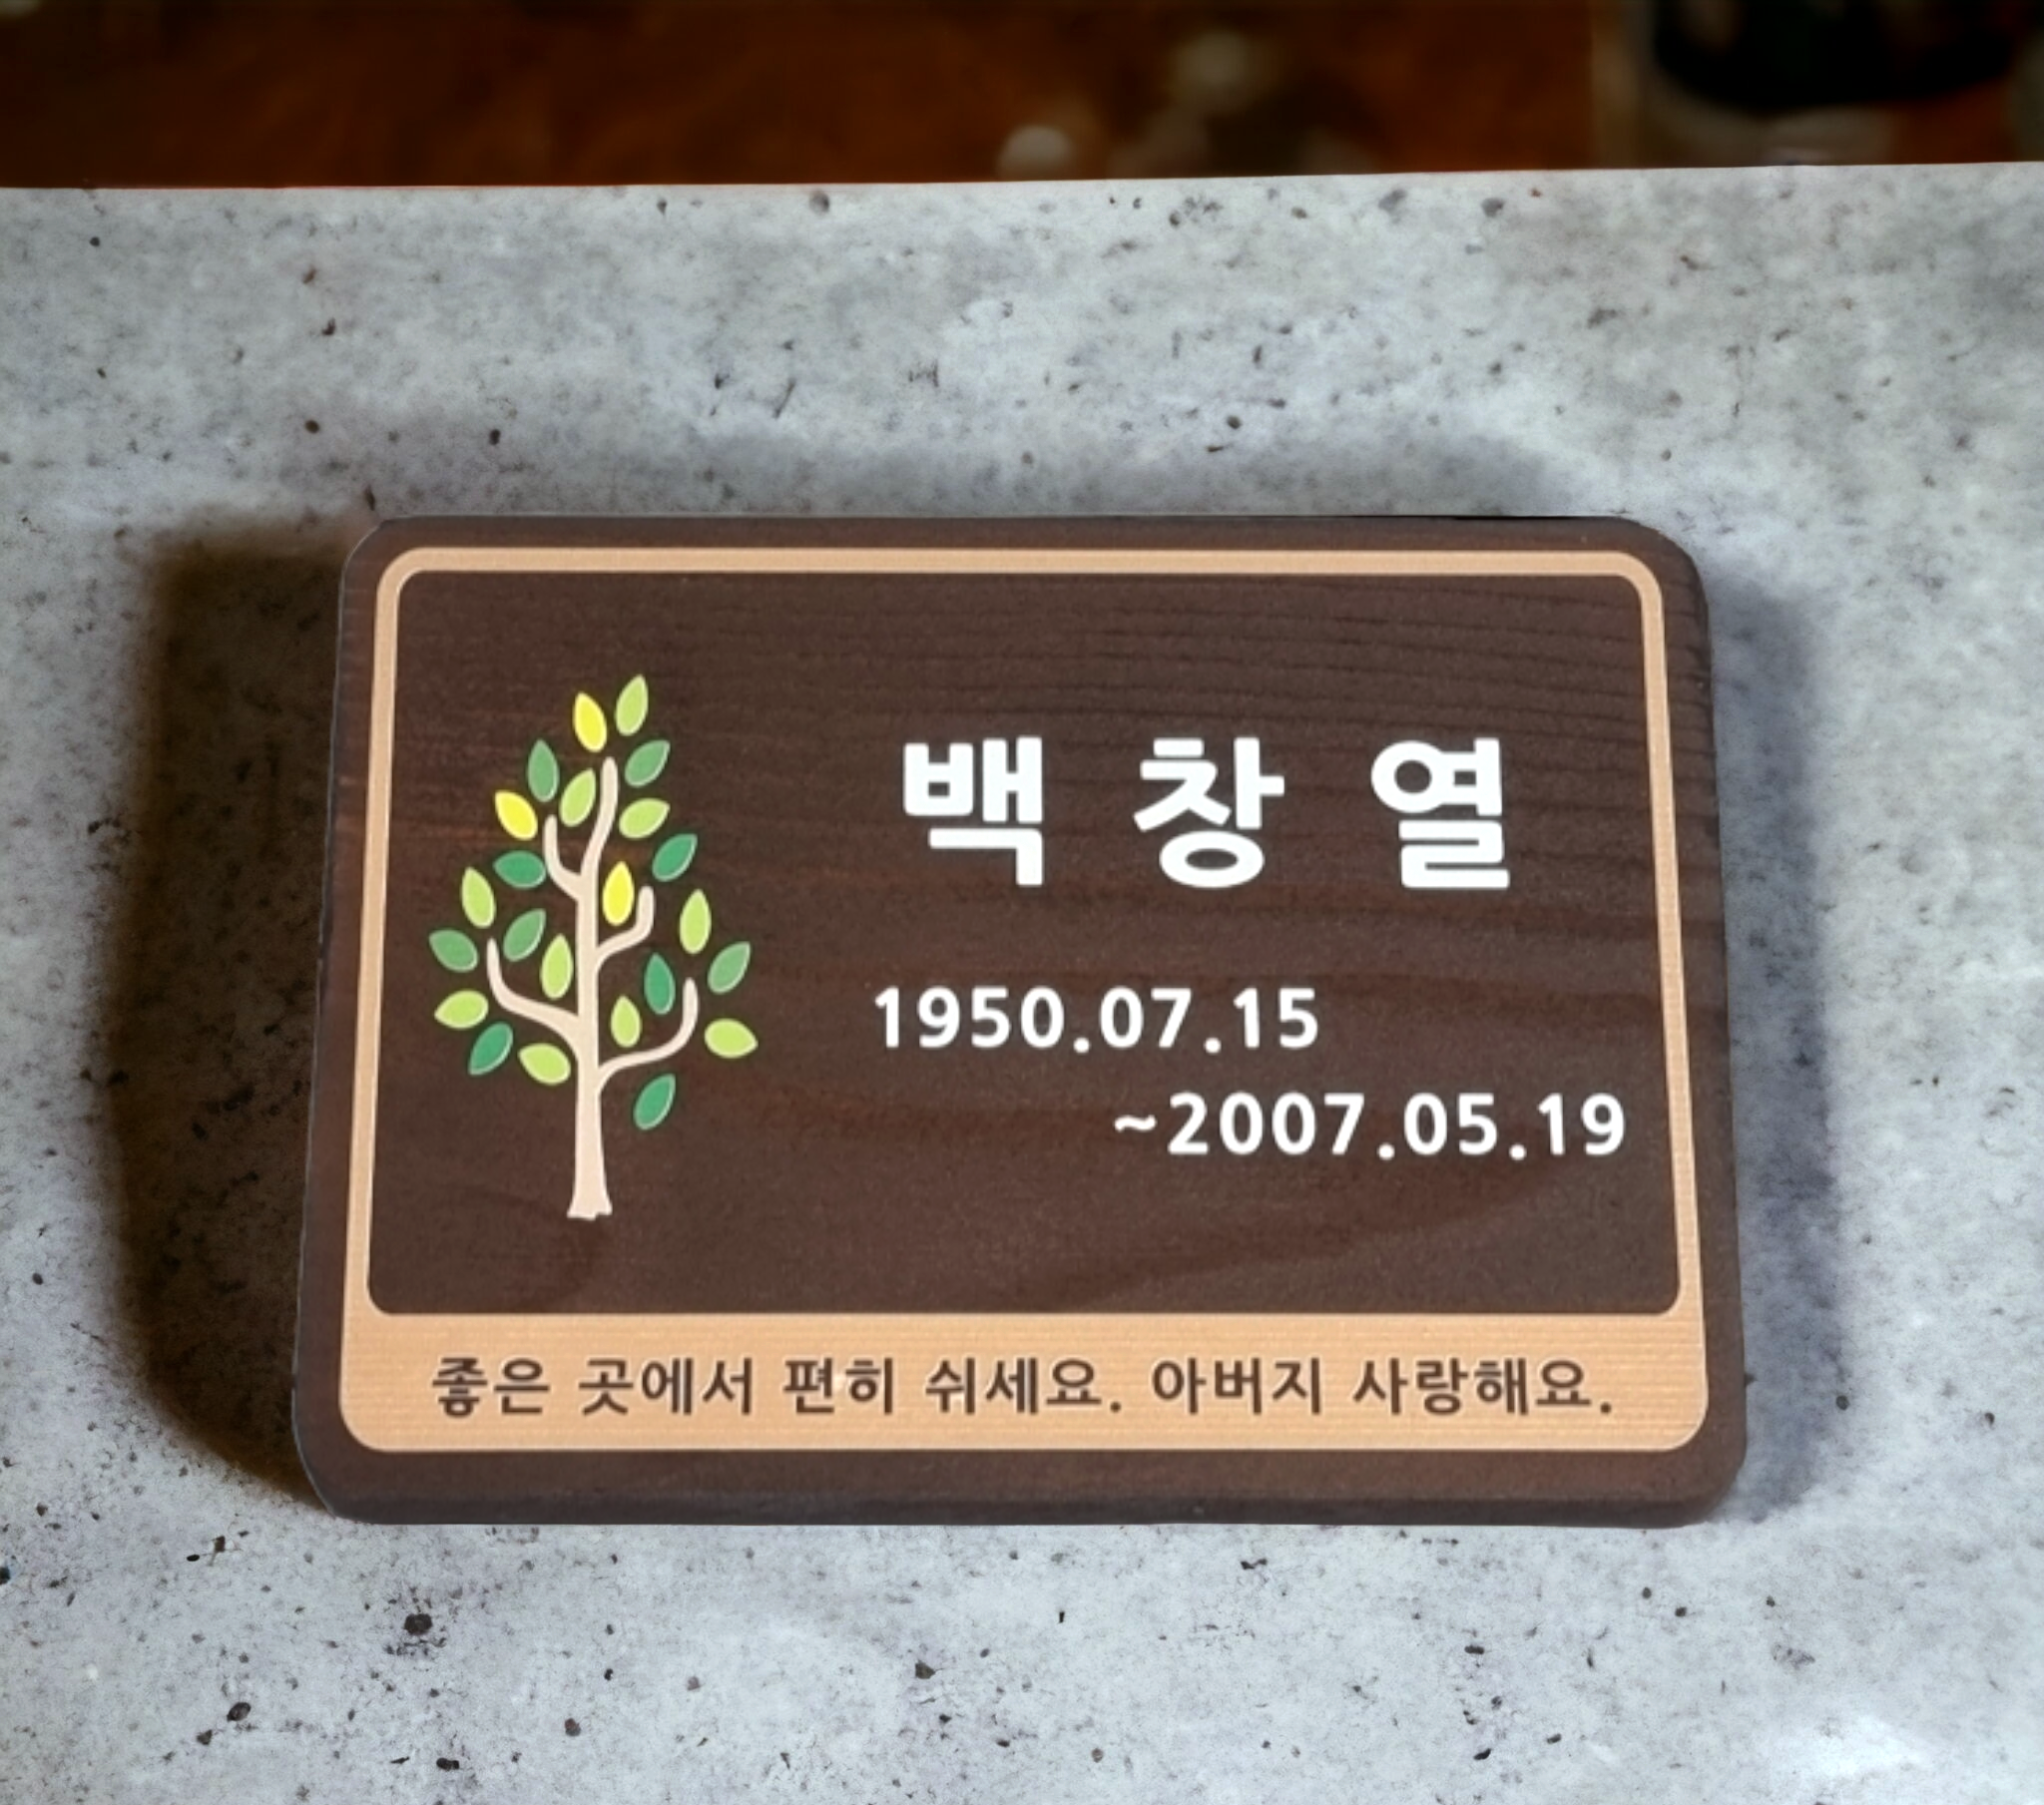 백 창 열
1950.07.15
~2007.05.19
좋은 곳에서 편히 쉬세요. 아버지 사랑해요.